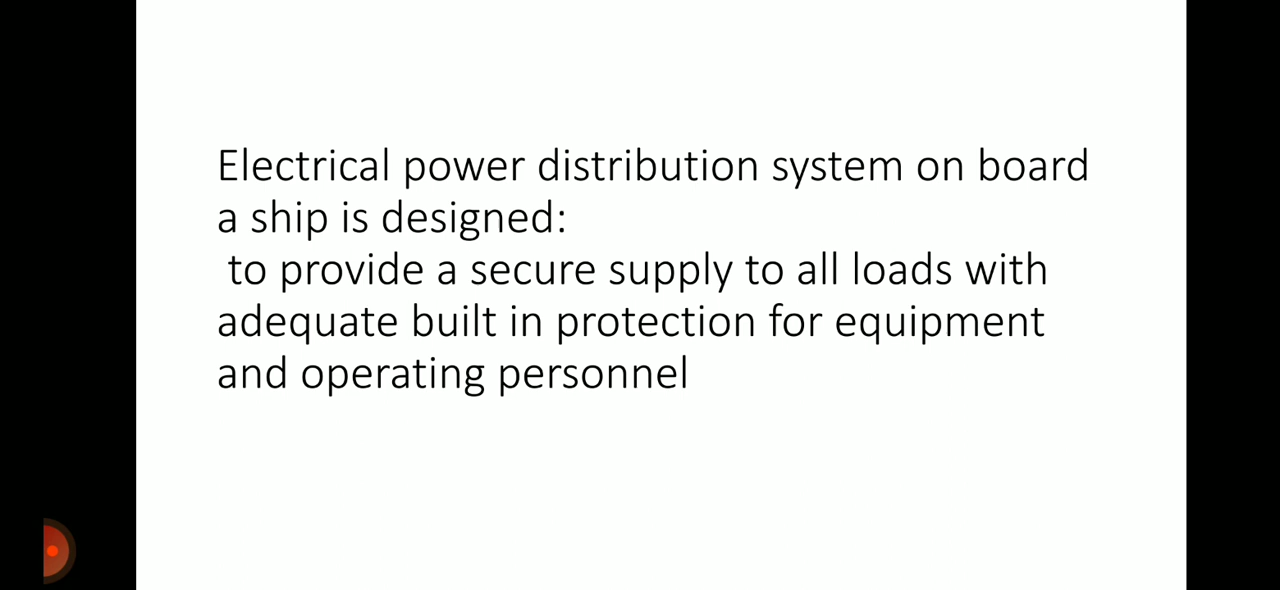 Electrical power distribution system on board
a ship is designed:
to provide a secure supply to all loads with
adequate built in protection for equipment
and operating personnel